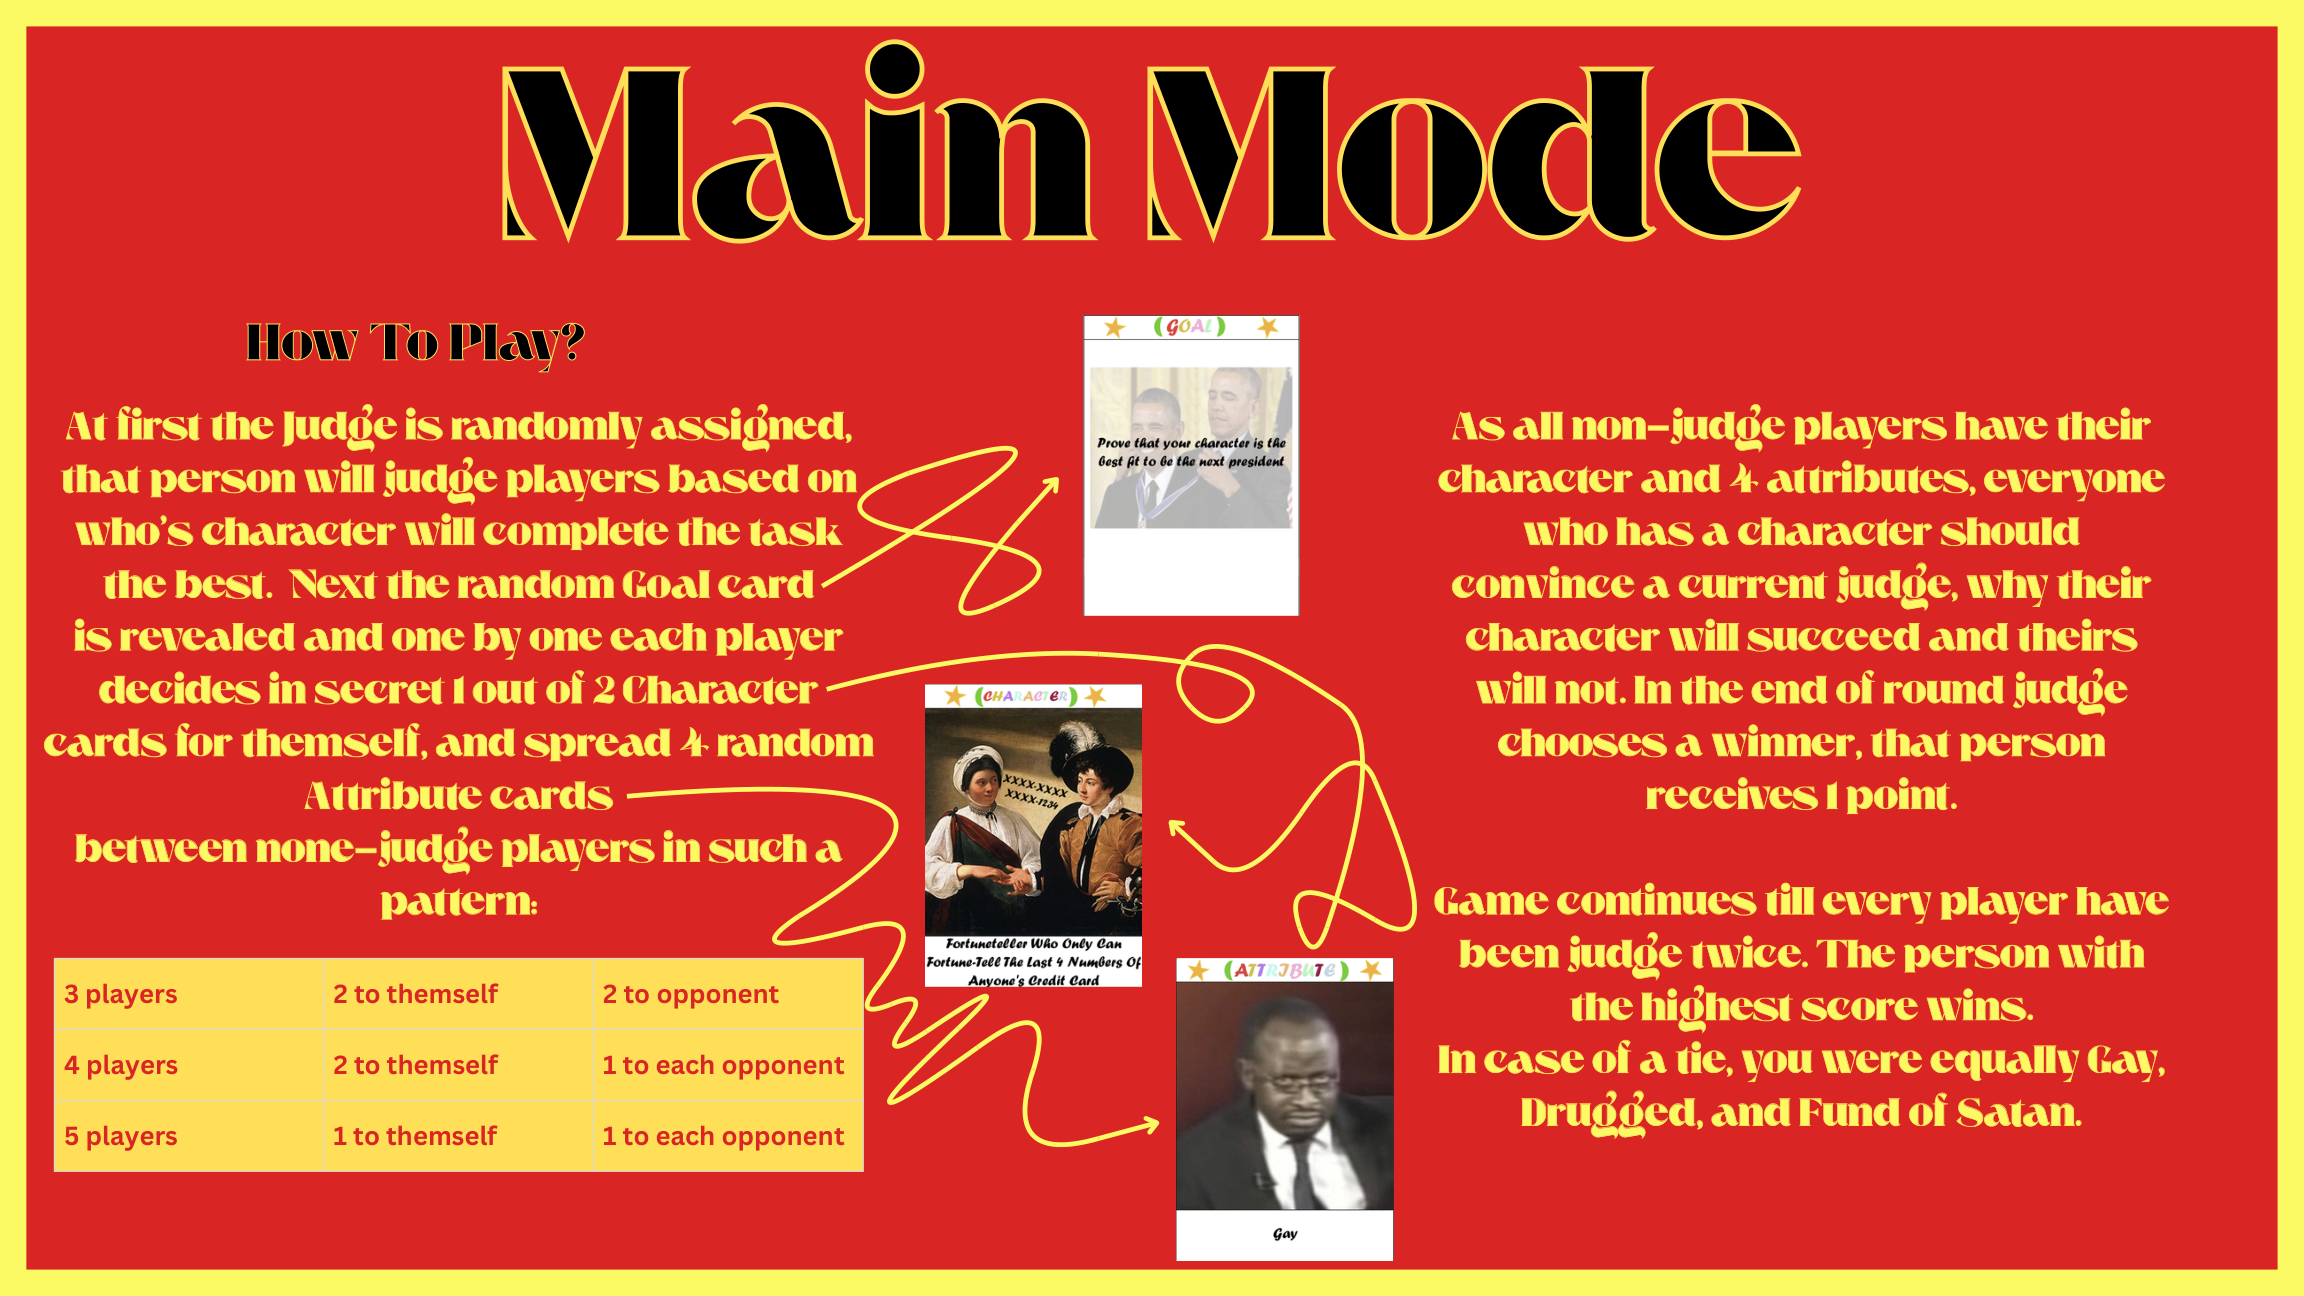 Main Mode
How To Play?
At first the Judge is randomly assigned,
that person will judge players based on
who's character will complete the task
the best. Next the random Goal card
is revealed and one by one each player
decides in secret 1 out of 2 Character
cards for themself, and spread 4 random
Attribute cards
between none-judge players in such a
pattern:
3 players 2 to themself 2 to opponent
4 players 2 to themself 1 to each opponent
5 players 1 to themself 1 to each opponent
(GOAL)
Prove that your character is the
best fit to be the next president
(CHARACTER)
XXXX-XXXX
XXXX-1234
Fortuneteller Who Only Can
Fortune-Tell The Last 4 Numbers Of
Anyone's Credit Card
(ATTRIBUTE)
Gay
As all non-judge players have their
character and 4 attributes, everyone
who has a character should
convince a current judge, why their
character will succeed and theirs
will not. In the end of round judge
chooses a winner, that person
receives 1 point.
Game continues till every player have
been judge twice. The person with
the highest score wins.
In case of a tie, you were equally Gay,
Drugged, and Fund of Satan.